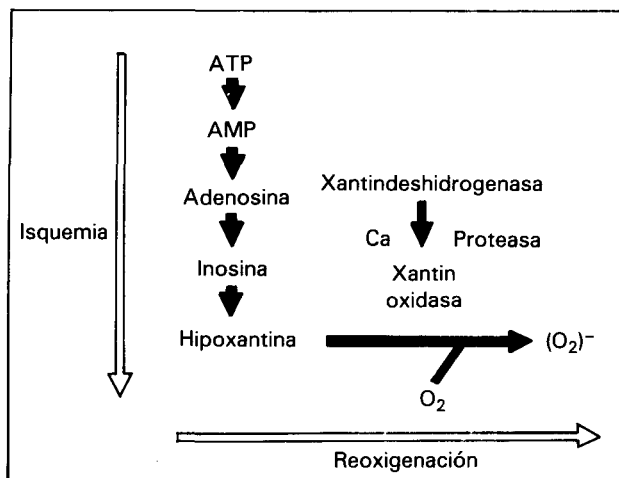 ATP
AMP
Adenosina
Xantindeshidrogenasa
Isquemia
Ca Proteasa
Inosina
Xantin
oxidasa
Hipoxantina
(O₂)⁻
O₂
Reoxigenación